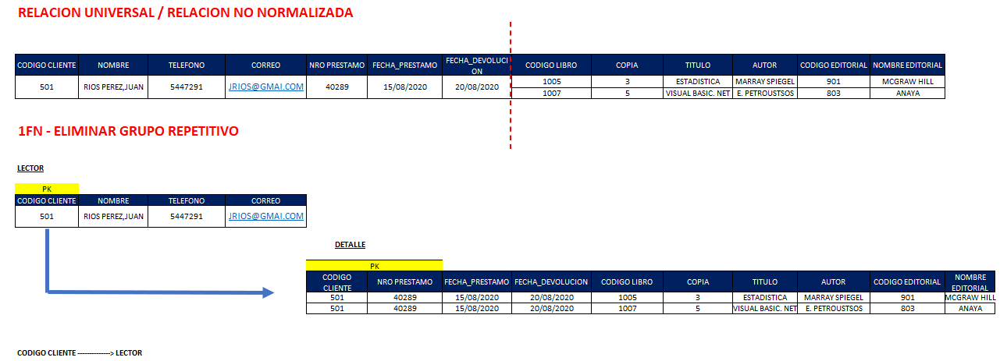 RELACION UNIVERSAL / RELACION NO NORMALIZADA
CODIGO CLIENTE NOMBRE TELEFONO CORREO NRO PRESTAMO FECHA_PRESTAMO FECHA_DEVOLUCI ON CODIGO LIBRO COPIA TITULO AUTOR CODIGO EDITORIAL NOMBRE EDITORIAL
501 RIOS PEREZ,JUAN 5447291 JRIOS@GMAI.COM 40289 15/08/2020 20/08/2020 1005 3 ESTADISTICA MARRAY SPIEGEL 901 MCGRAW HILL
1007 5 VISUAL BASIC. NET E. PETROUSTSOS 803 ANAYA
1FN - ELIMINAR GRUPO REPETITIVO
LECTOR
PK
CODIGO CLIENTE NOMBRE TELEFONO CORREO
501 RIOS PEREZ,JUAN 5447291 JRIOS@GMAI.COM
DETALLE
PK
CODIGO CLIENTE NRO PRESTAMO FECHA_PRESTAMO FECHA_DEVOLUCION CODIGO LIBRO COPIA TITULO AUTOR CODIGO EDITORIAL NOMBRE EDITORIAL
501 40289 15/08/2020 20/08/2020 1005 3 ESTADISTICA MARRAY SPIEGEL 901 MCGRAW HILL
501 40289 15/08/2020 20/08/2020 1007 5 VISUAL BASIC. NET E. PETROUSTSOS 803 ANAYA
CODIGO CLIENTE --------------> LECTOR